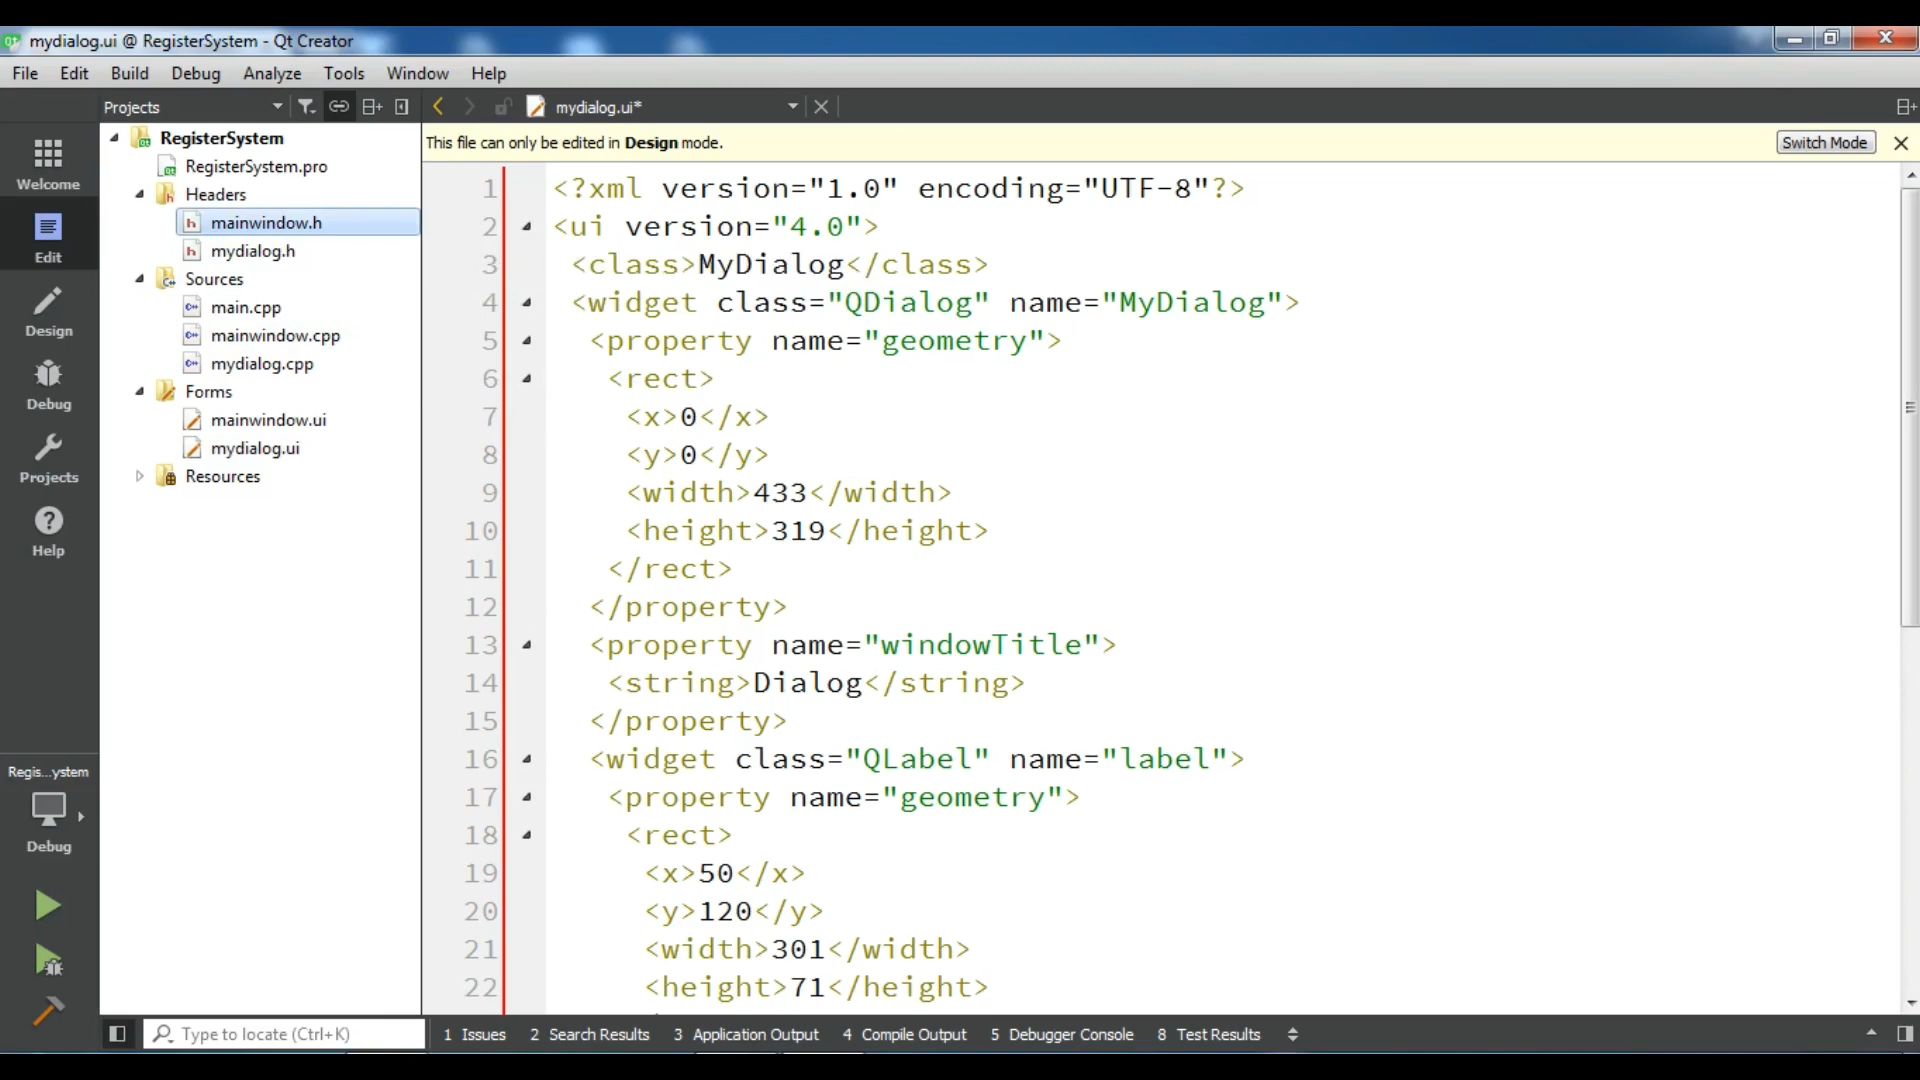 mydialog.ui @ RegisterSystem - Qt Creator
File Edit Build Debug Analyze Tools Window Help
Projects
mydialog.ui*
This file can only be edited in Design mode.
Switch Mode
Welcome
Edit
Design
Debug
Projects
Help
Regis...ystem
Debug
RegisterSystem
RegisterSystem.pro
Headers
mainwindow.h
mydialog.h
Sources
main.cpp
mainwindow.cpp
mydialog.cpp
Forms
mainwindow.ui
mydialog.ui
Resources
1 <?xml version="1.0" encoding="UTF-8"?>
2 <ui version="4.0">
3 <class>MyDialog</class>
4 <widget class="QDialog" name="MyDialog">
5 <property name="geometry">
6 <rect>
7 <x>0</x>
8 <y>0</y>
9 <width>433</width>
10 <height>319</height>
11 </rect>
12 </property>
13 <property name="windowTitle">
14 <string>Dialog</string>
15 </property>
16 <widget class="QLabel" name="label">
17 <property name="geometry">
18 <rect>
19 <x>50</x>
20 <y>120</y>
21 <width>301</width>
22 <height>71</height>
Type to locate (Ctrl+K)
1 Issues 2 Search Results 3 Application Output 4 Compile Output 5 Debugger Console 8 Test Results